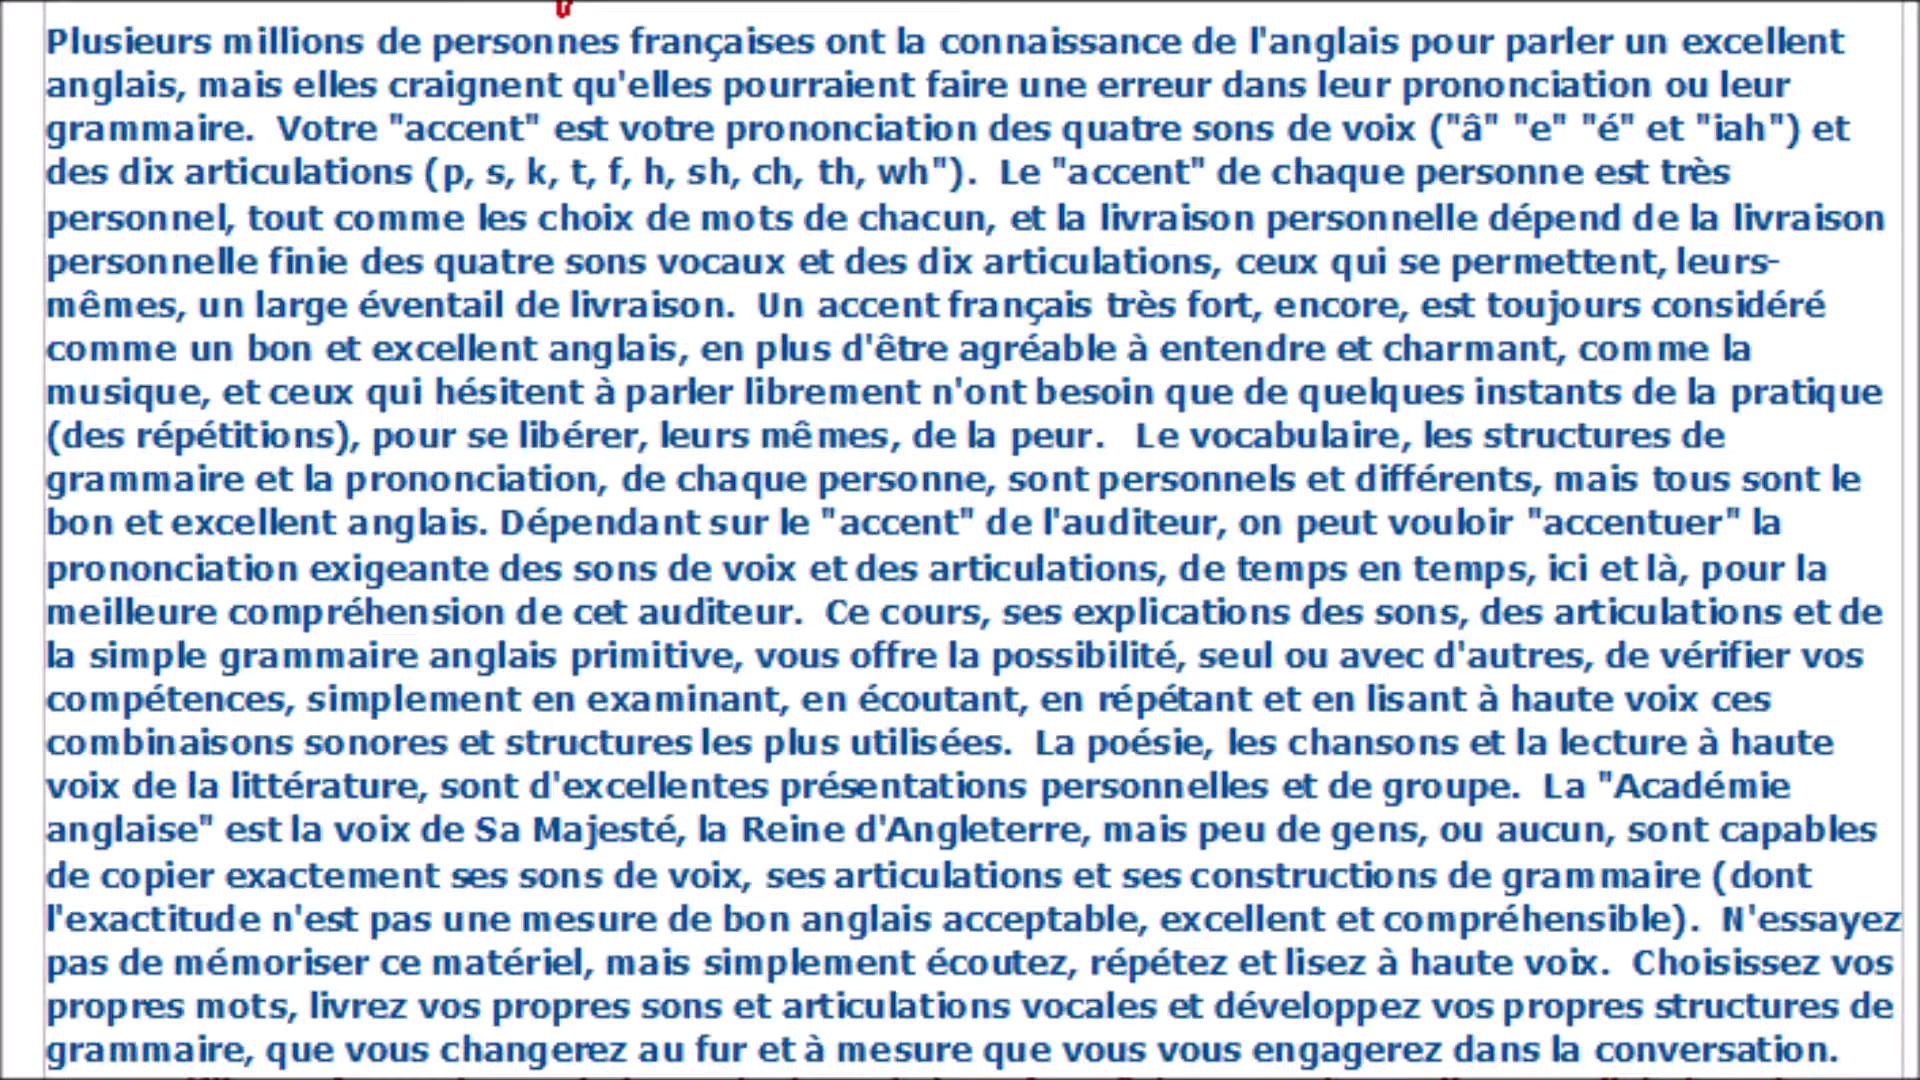 Plusieurs millions de personnes françaises ont la connaissance de l'anglais pour parler un excellent
anglais, mais elles craignent qu'elles pourraient faire une erreur dans leur prononciation ou leur
grammaire.  Votre "accent" est votre prononciation des quatre sons de voix ("â" "e" "é" et "iah") et
des dix articulations (p, s, k, t, f, h, sh, ch, th, wh").  Le "accent" de chaque personne est très
personnel, tout comme les choix de mots de chacun, et la livraison personnelle dépend de la livraison
personnelle finie des quatre sons vocaux et des dix articulations, ceux qui se permettent, leurs-
mêmes, un large éventail de livraison.  Un accent français très fort, encore, est toujours considéré
comme un bon et excellent anglais, en plus d'être agréable à entendre et charmant, comme la
musique, et ceux qui hésitent à parler librement n'ont besoin que de quelques instants de la pratique
(des répétitions), pour se libérer, leurs mêmes, de la peur.   Le vocabulaire, les structures de
grammaire et la prononciation, de chaque personne, sont personnels et différents, mais tous sont le
bon et excellent anglais. Dépendant sur le "accent" de l'auditeur, on peut vouloir "accentuer" la
prononciation exigeante des sons de voix et des articulations, de temps en temps, ici et là, pour la
meilleure compréhension de cet auditeur.  Ce cours, ses explications des sons, des articulations et de
la simple grammaire anglais primitive, vous offre la possibilité, seul ou avec d'autres, de vérifier vos
compétences, simplement en examinant, en écoutant, en répétant et en lisant à haute voix ces
combinaisons sonores et structures les plus utilisées.  La poésie, les chansons et la lecture à haute
voix de la littérature, sont d'excellentes présentations personnelles et de groupe.  La "Académie
anglaise" est la voix de Sa Majesté, la Reine d'Angleterre, mais peu de gens, ou aucun, sont capables
de copier exactement ses sons de voix, ses articulations et ses constructions de grammaire (dont
l'exactitude n'est pas une mesure de bon anglais acceptable, excellent et compréhensible).  N'essayez
pas de mémoriser ce matériel, mais simplement écoutez, répétez et lisez à haute voix.  Choisissez vos
propres mots, livrez vos propres sons et articulations vocales et développez vos propres structures de
grammaire, que vous changerez au fur et à mesure que vous vous engagerez dans la conversation.